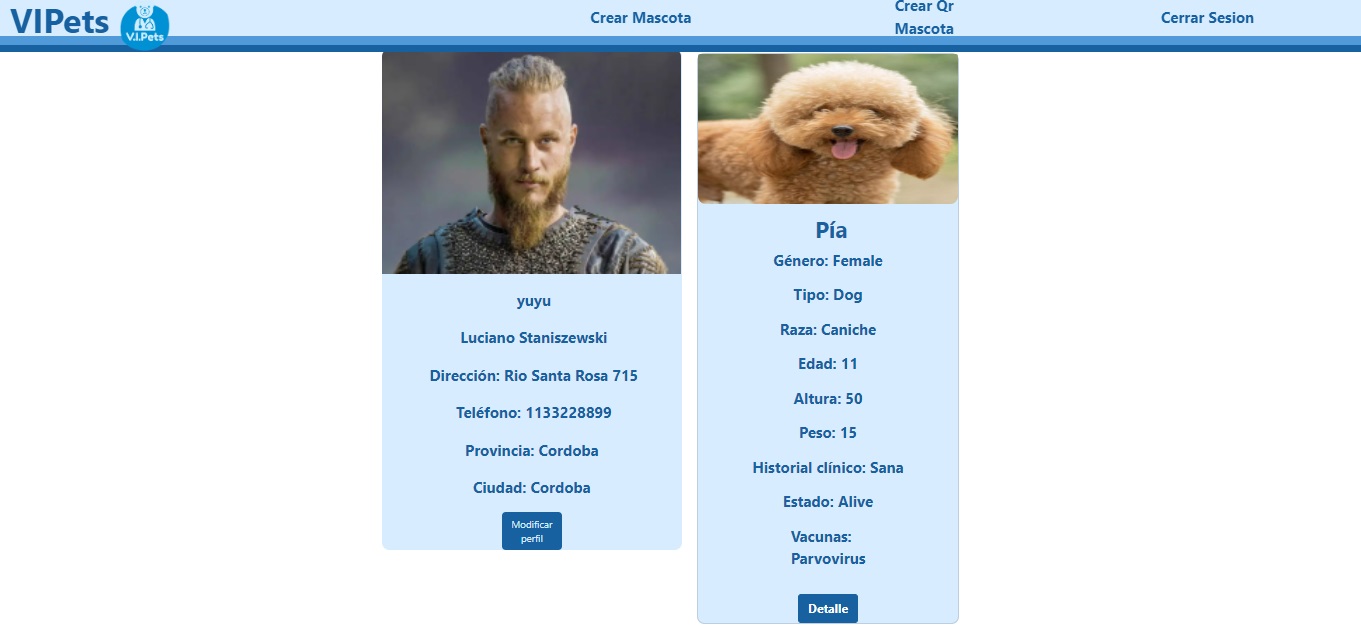 VIPets
V.I.Pets
Crear Mascota
Crear Qr
Mascota
Cerrar Sesion
yuyu
Luciano Staniszewski
Dirección: Rio Santa Rosa 715
Teléfono: 1133228899
Provincia: Cordoba
Ciudad: Cordoba
Modificar
perfil
Pía
Género: Female
Tipo: Dog
Raza: Caniche
Edad: 11
Altura: 50
Peso: 15
Historial clínico: Sana
Estado: Alive
Vacunas:
Parvovirus
Detalle